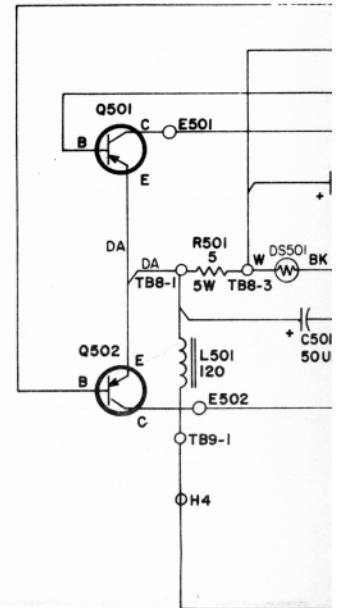 Q501
C
E501
B
E
+
DA
DA
R501
5
5W
TB8-1
TB8-3
W
DS501
BK
+
C501
50U
Q502
E
B
C
L501
120
E502
TB9-1
H4